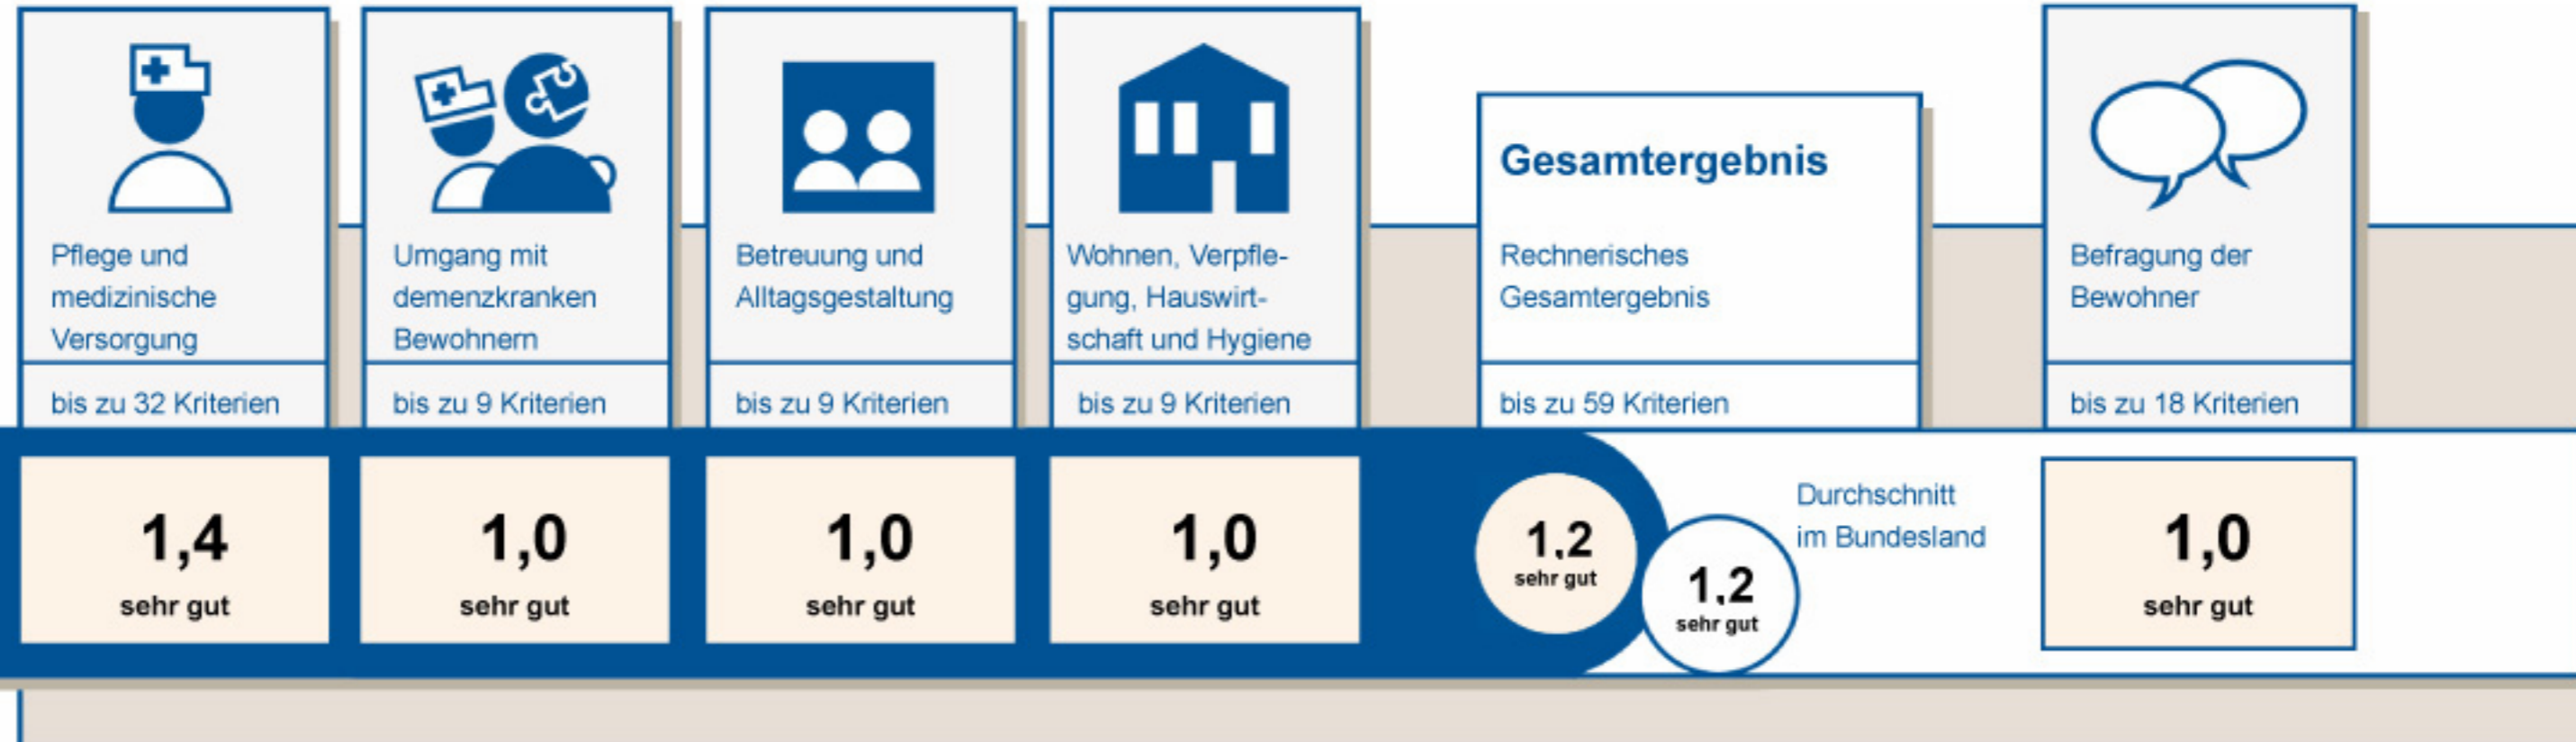 Pflege und
medizinische
Versorgung
bis zu 32 Kriterien
1,4
sehr gut
Umgang mit
demenzkranken
Bewohnern
bis zu 9 Kriterien
1,0
sehr gut
Betreuung und
Alltagsgestaltung
bis zu 9 Kriterien
1,0
sehr gut
Wohnen, Verpfle-
gung, Hauswirt-
schaft und Hygiene
bis zu 9 Kriterien
1,0
sehr gut
Gesamtergebnis
Rechnerisches
Gesamtergebnis
bis zu 59 Kriterien
1,2
sehr gut
1,2
sehr gut
Durchschnitt
im Bundesland
Befragung der
Bewohner
bis zu 18 Kriterien
1,0
sehr gut